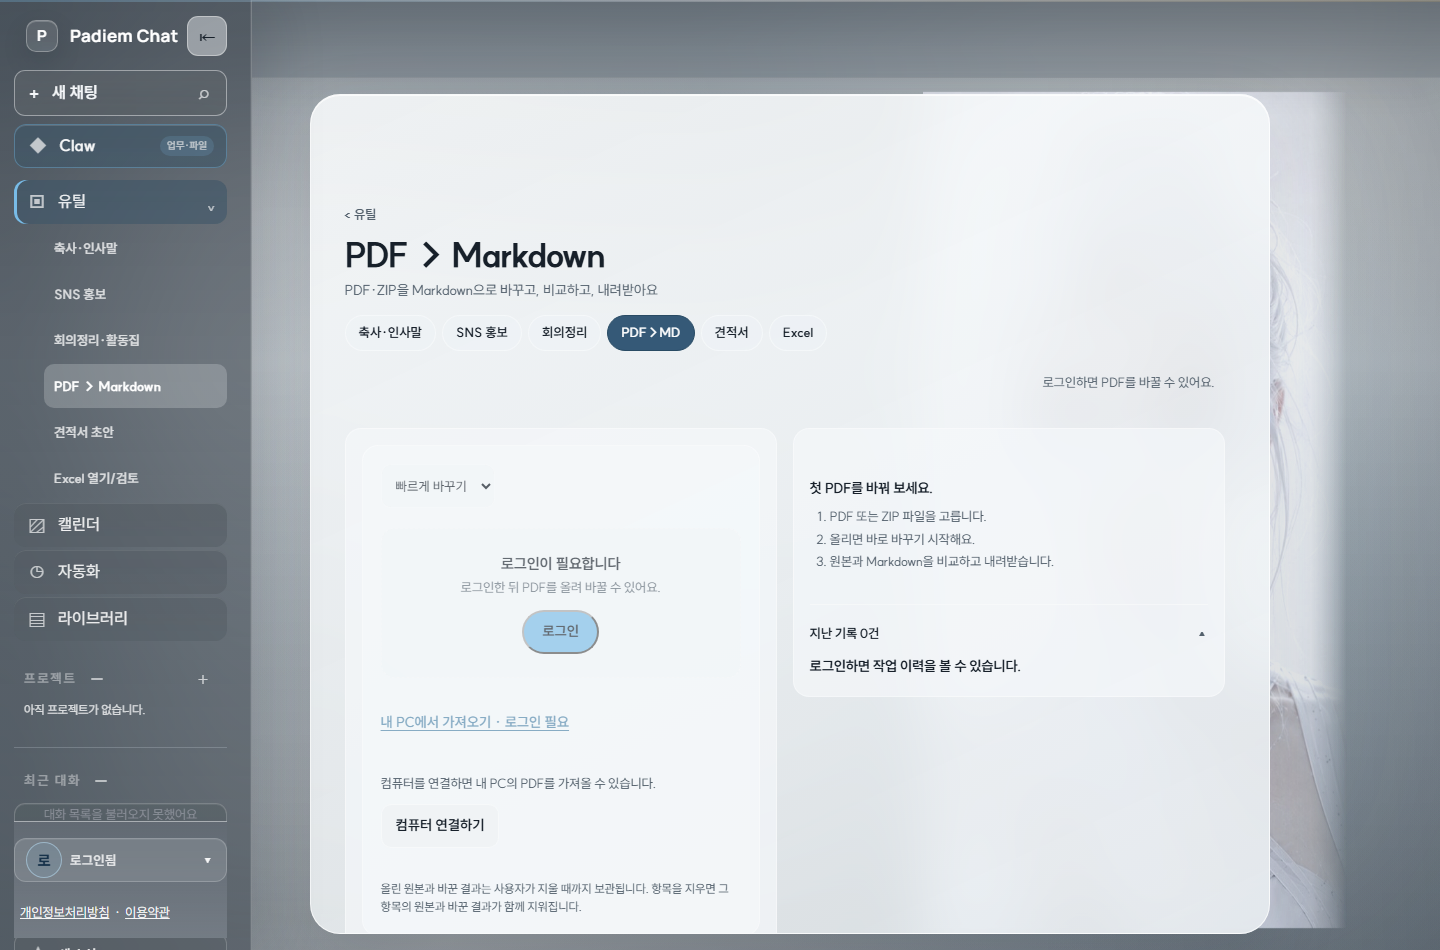 P Padiem Chat
+ 새 채팅
Claw 업무·파일
유틸
축사·인사말
SNS 홍보
회의정리·활동집
PDF > Markdown
견적서 초안
Excel 열기/검토
캘린더
자동화
라이브러리
프로젝트 — +
아직 프로젝트가 없습니다.
최근 대화 —
대화 목록을 불러오지 못했어요
로 로그인됨
개인정보처리방침 · 이용약관
< 유틸
PDF > Markdown
PDF·ZIP을 Markdown으로 바꾸고, 비교하고, 내려받아요
축사·인사말 SNS 홍보 회의정리 PDF > MD 견적서 Excel
로그인하면 PDF를 바꿀 수 있어요.
빠르게 바꾸기
로그인이 필요합니다
로그인한 뒤 PDF를 올려 바꿀 수 있어요.
로그인
내 PC에서 가져오기 · 로그인 필요
컴퓨터를 연결하면 내 PC의 PDF를 가져올 수 있습니다.
컴퓨터 연결하기
올린 원본과 바꾼 결과는 사용자가 지울 때까지 보관됩니다. 항목을 지우면 그
항목의 원본과 바꾼 결과가 함께 지워집니다.
첫 PDF를 바꿔 보세요.
1. PDF 또는 ZIP 파일을 고릅니다.
2. 올리면 바로 바꾸기 시작해요.
3. 원본과 Markdown을 비교하고 내려받습니다.
지난 기록 0건
로그인하면 작업 이력을 볼 수 있습니다.